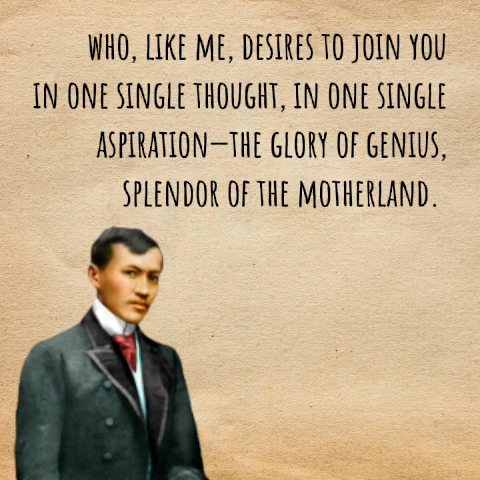 WHO, LIKE ME, DESIRES TO JOIN YOU
IN ONE SINGLE THOUGHT, IN ONE SINGLE
ASPIRATION—THE GLORY OF GENIUS,
SPLENDOR OF THE MOTHERLAND.